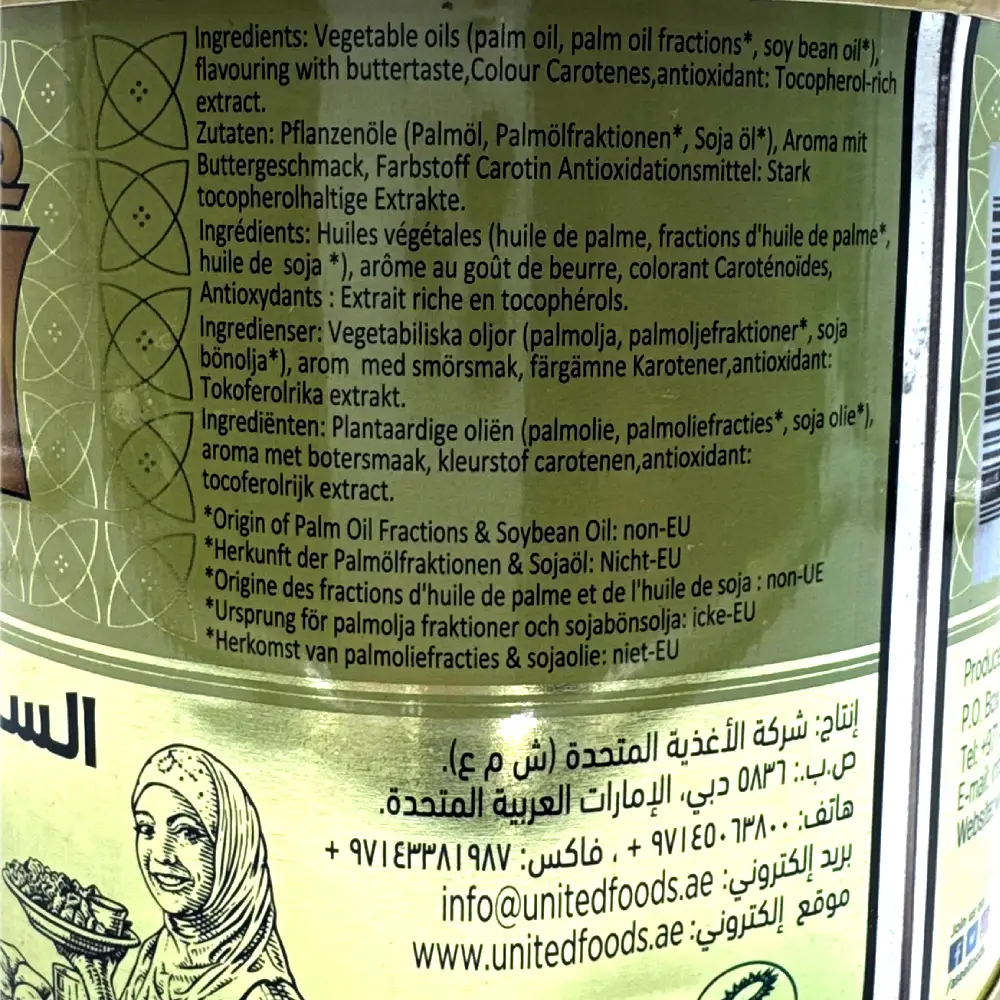 Ingredients: Vegetable oils (palm oil, palm oil fractions*, soy bean oil*),
flavouring with buttertaste,Colour Carotenes,antioxidant: Tocopherol-rich
extract.
Zutaten: Pflanzenöle (Palmöl, Palmölfraktionen*, Soja öl*), Aroma mit
Buttergeschmack, Farbstoff Carotin Antioxidationsmittel: Stark
tocopherolhaltige Extrakte.
Ingrédients: Huiles végétales (huile de palme, fractions d'huile de palme*,
huile de soja *), arôme au goût de beurre, colorant Caroténoïdes,
Antioxydants : Extrait riche en tocophérols.
Ingredienser: Vegetabiliska oljor (palmolja, palmoljefraktioner*, soja
bönolja*), arom med smörsmak, färgämne Karotener,antioxidant:
Tokoferolrika extrakt.
Ingrediënten: Plantaardige oliën (palmolie, palmoliefracties*, soja olie*),
aroma met botersmaak, kleurstof carotenen,antioxidant:
tocoferolrijk extract.
*Origin of Palm Oil Fractions & Soybean Oil: non-EU
*Herkunft der Palmölfraktionen & Sojaöl: Nicht-EU
*Origine des fractions d'huile de palme et de l'huile de soja : non-UE
*Ursprung för palmolja fraktioner och sojabönsolja: icke-EU
*Herkomst van palmoliefracties & sojaolie: niet-EU
إنتاج: شركة الأغذية المتحدة (ش م ع).
ص.ب.: ٥٨٣٦ دبي، الإمارات العربية المتحدة.
هاتف: ٩٧١٤٥٠٦٣٨٠٠ + ، فاكس: ٩٧١٤٣٣٨١٩٨٧ +
بريد إلكتروني: info@unitedfoods.ae
موقع إلكتروني: www.unitedfoods.ae
P.O.
Tel:
E-mail:
Join us on